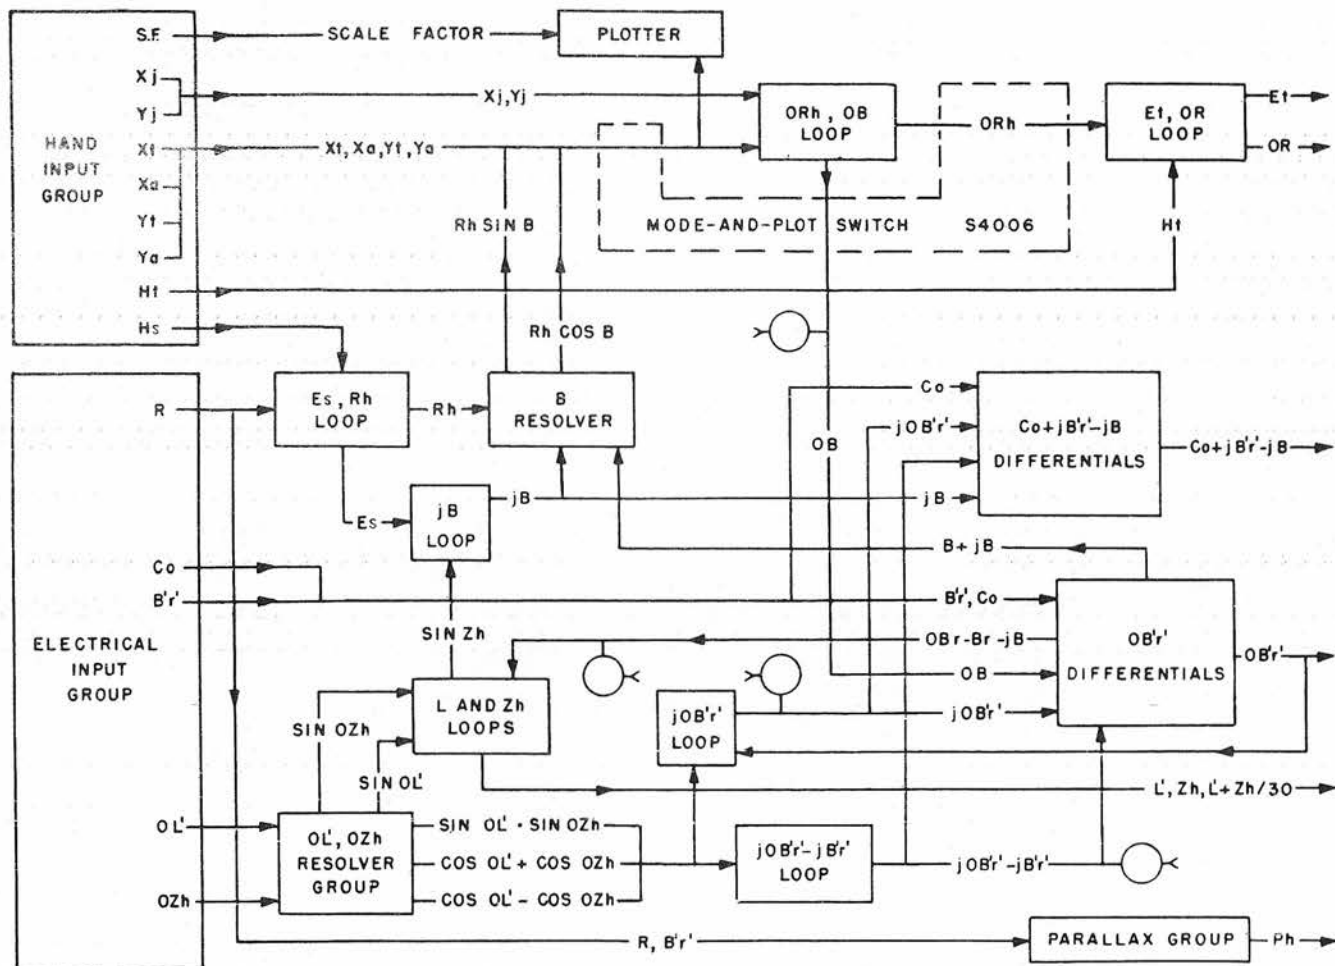 S.F.
SCALE FACTOR
PLOTTER
Xj
Yj
Xj,Yj
ORh, OB
LOOP
ORh
Et, OR
LOOP
Et
OR
HAND
INPUT
GROUP
Xt
Xa
Yt
Ya
Xt,Xa,Yt,Ya
Rh SIN B
MODE-AND-PLOT SWITCH S4006
Ht
Ht
Hs
Rh COS B
R
Es, Rh
LOOP
Rh
B
RESOLVER
OB
Co
jOB'r'
Co+jB'r'-jB
DIFFERENTIALS
Co+jB'r'-jB
Es
jB
LOOP
jB
jB
B+jB
Co
B'r'
B'r', Co
SIN Zh
OBr-Br-jB
ELECTRICAL
INPUT
GROUP
OB
OB'r'
DIFFERENTIALS
OB'r'
SIN OZh
L AND Zh
LOOPS
jOB'r'
LOOP
jOB'r'
SIN OL'
L', Zh, L'+Zh/30
OL'
OL', OZh
RESOLVER
GROUP
SIN OL' · SIN OZh
COS OL' + COS OZh
COS OL' - COS OZh
jOB'r'-jB'r'
LOOP
jOB'r'-jB'r'
OZh
R, B'r'
PARALLAX GROUP
Ph